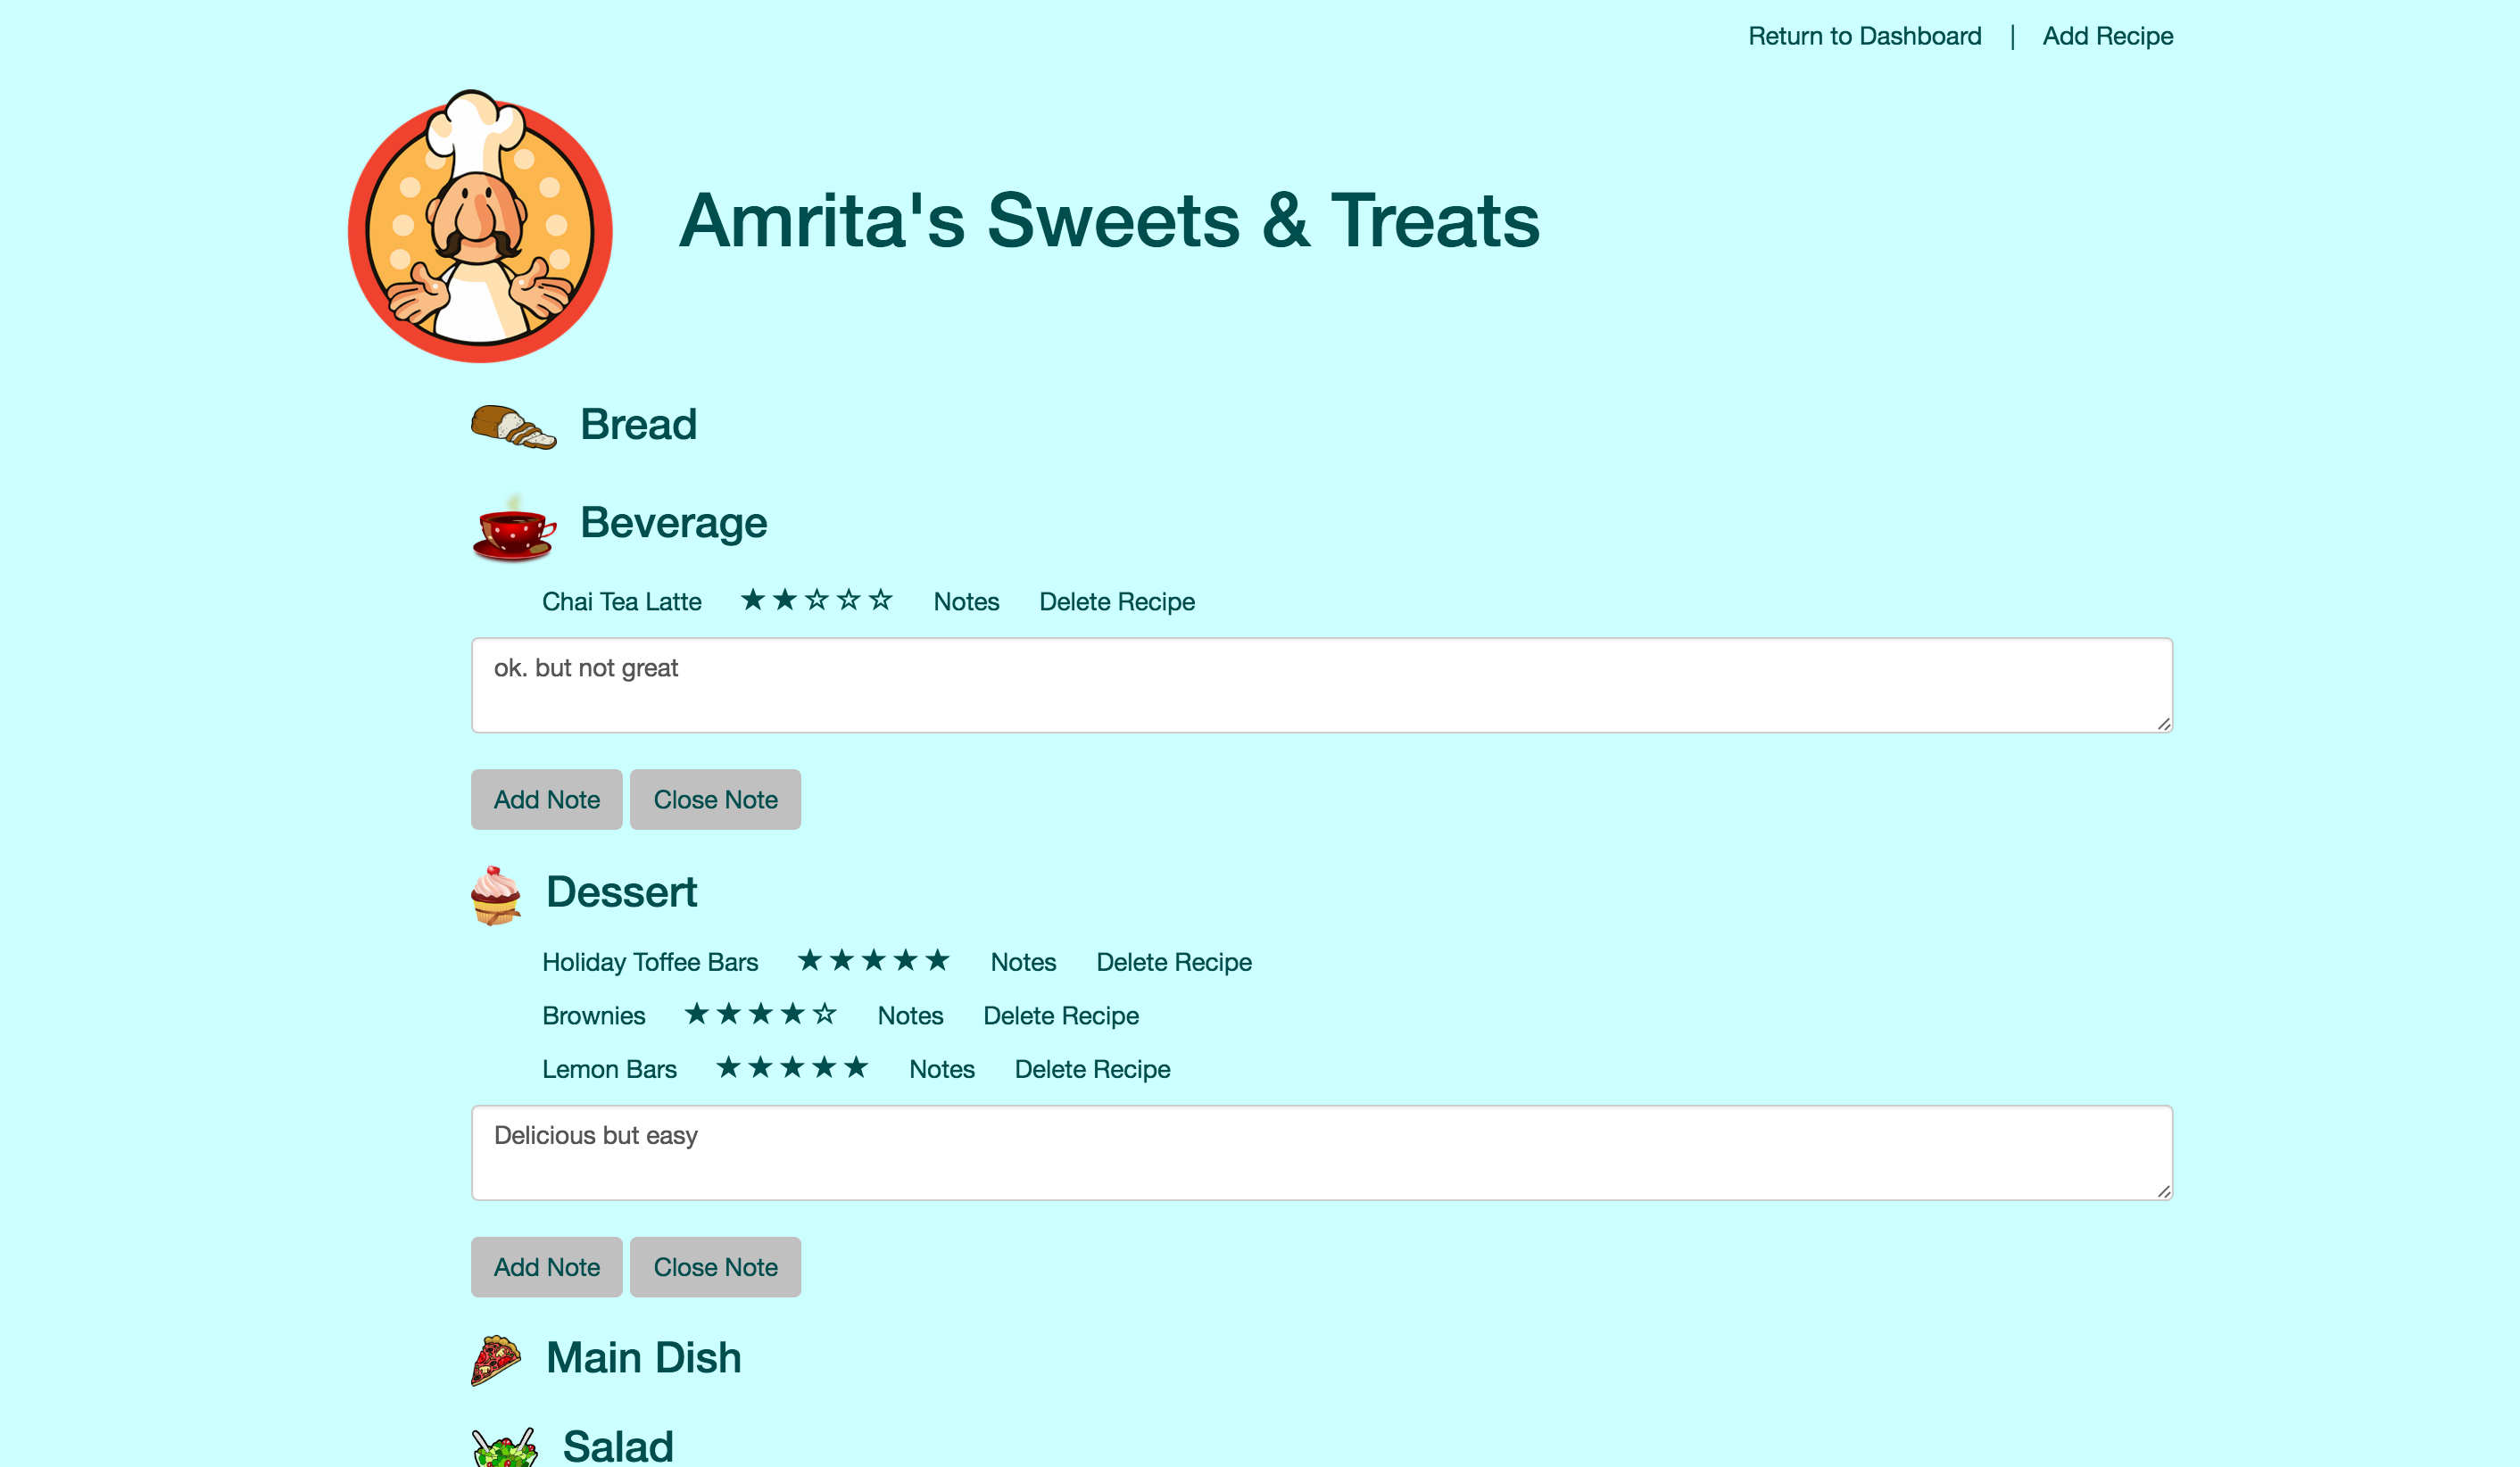 Return to Dashboard | Add Recipe
Amrita's Sweets & Treats
Bread
Beverage
Chai Tea Latte ★★☆☆☆ Notes Delete Recipe
ok. but not great
Add Note Close Note
Dessert
Holiday Toffee Bars ★★★★★ Notes Delete Recipe
Brownies ★★★★☆ Notes Delete Recipe
Lemon Bars ★★★★★ Notes Delete Recipe
Delicious but easy
Add Note Close Note
Main Dish
Salad